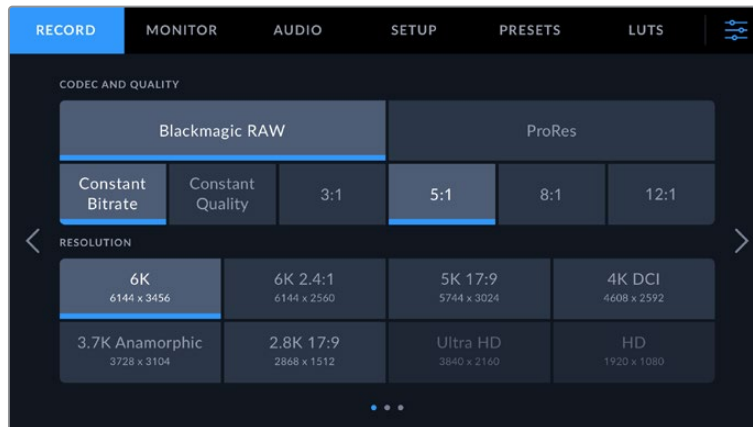 RECORD MONITOR AUDIO SETUP PRESETS LUTS
CODEC AND QUALITY
Blackmagic RAW ProRes
Constant Bitrate Constant Quality 3:1 5:1 8:1 12:1
RESOLUTION
6K 6K 2.4:1 5K 17:9 4K DCI
6144 x 3456 6144 x 2560 5744 x 3024 4608 x 2592
3.7K Anamorphic 2.8K 17:9 Ultra HD HD
3728 x 3104 2868 x 1512 3840 x 2160 1920 x 1080